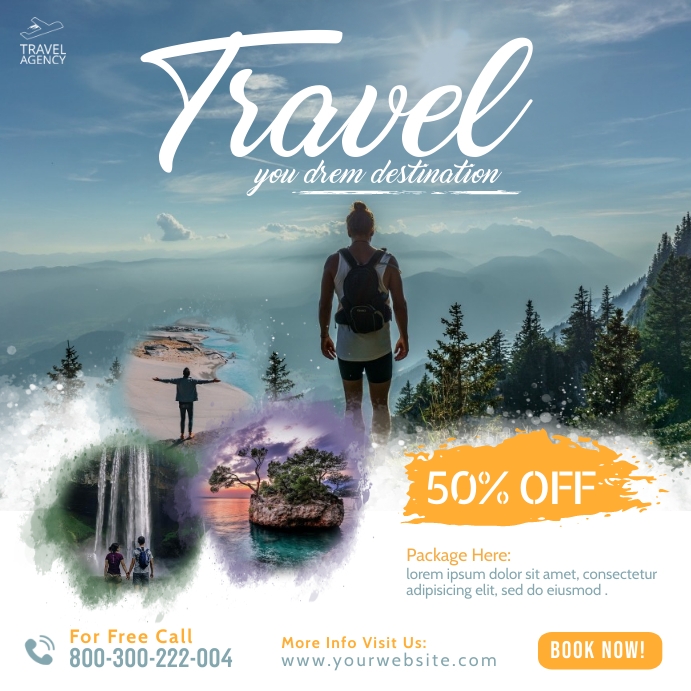 TRAVEL
AGENCY
Travel
you drem destination
50% OFF
Package Here:
lorem ipsum dolor sit amet, consectetur
adipisicing elit, sed do eiusmod .
For Free Call
800-300-222-004
More Info Visit Us:
www.yourwebsite.com
BOOK NOW!